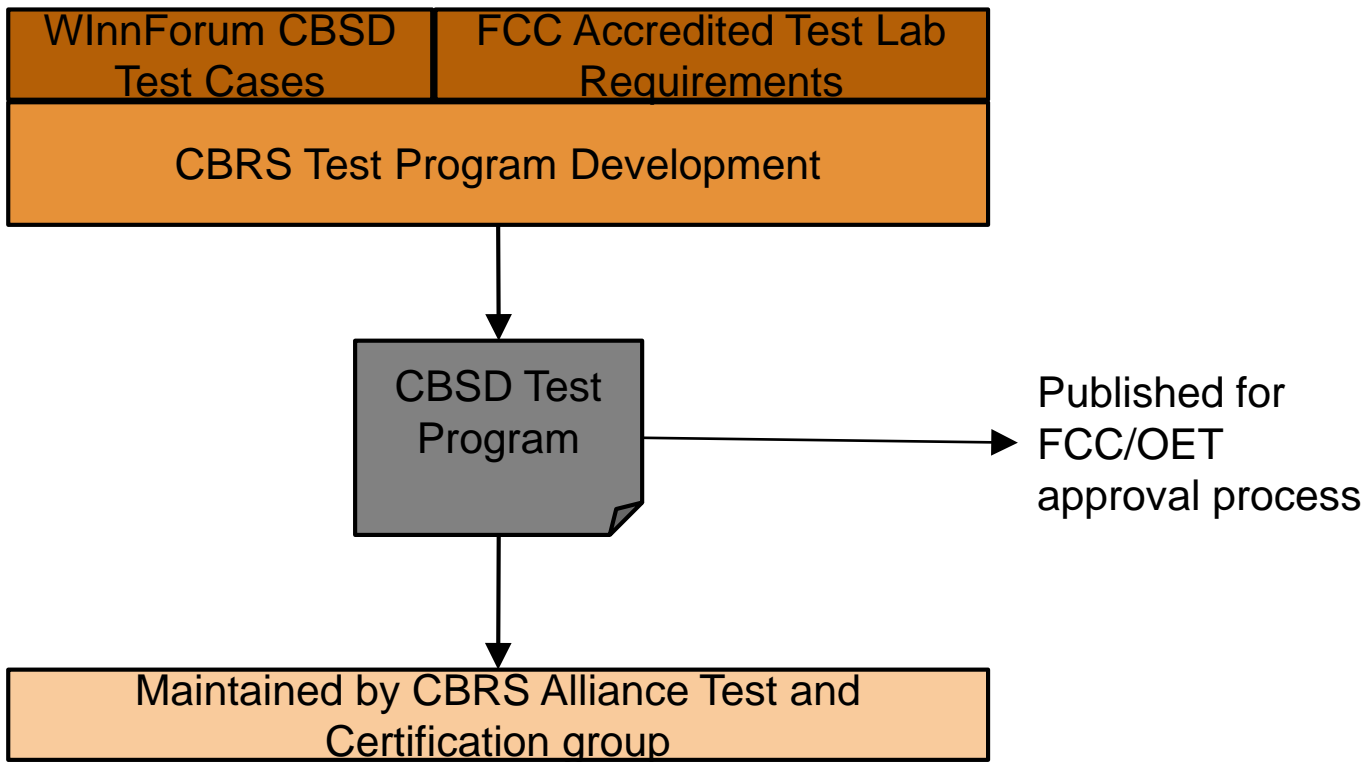 WInnForum CBSD
Test Cases
FCC Accredited Test Lab
Requirements
CBRS Test Program Development
CBSD Test
Program
Published for
FCC/OET
approval process
Maintained by CBRS Alliance Test and
Certification group